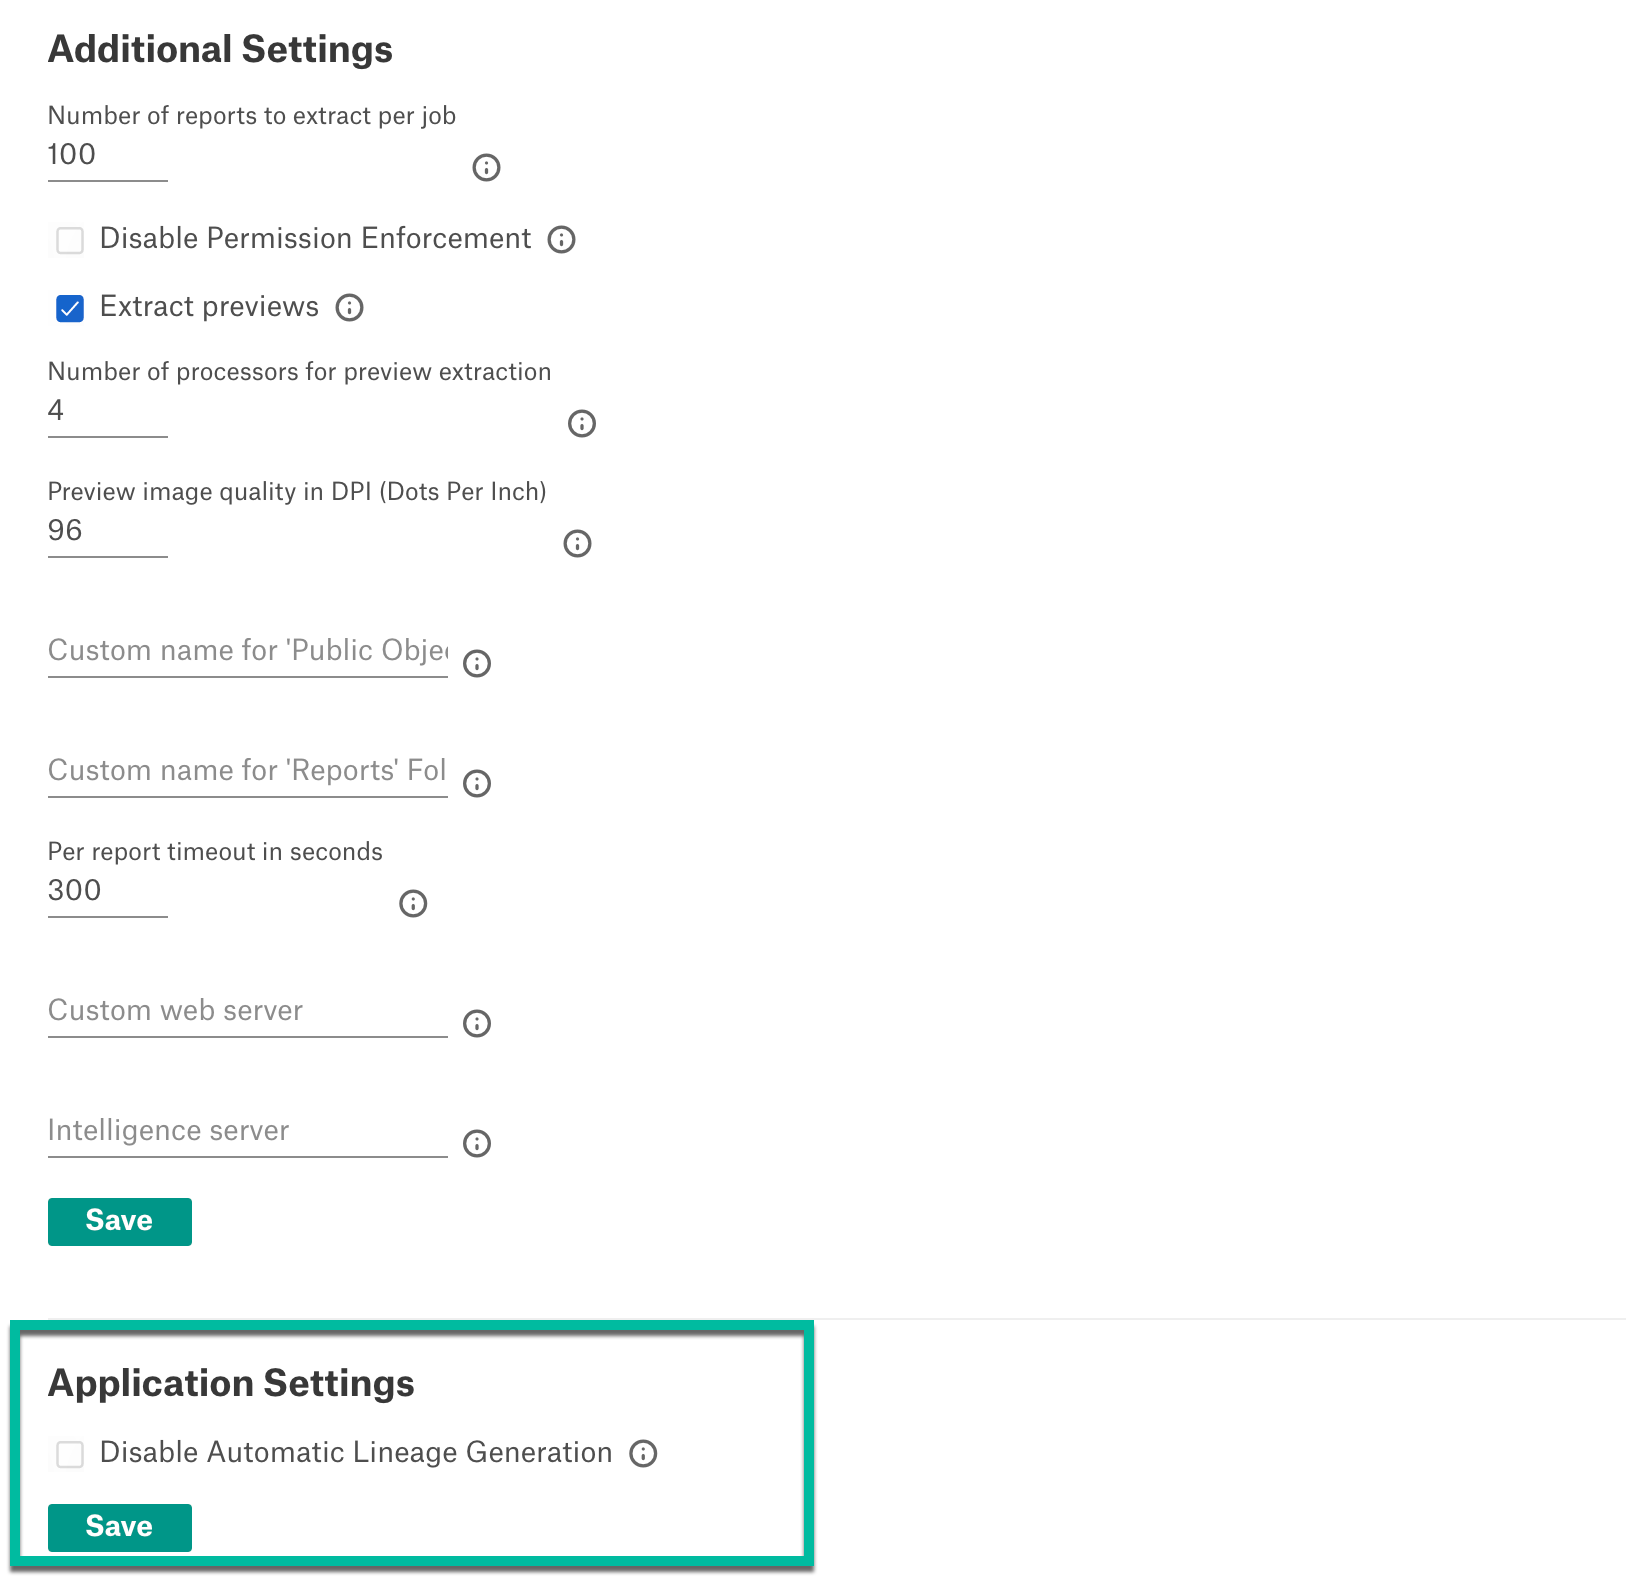 Additional Settings
Number of reports to extract per job
100
Disable Permission Enforcement
Extract previews
Number of processors for preview extraction
4
Preview image quality in DPI (Dots Per Inch)
96
Custom name for 'Public Obje
Custom name for 'Reports' Fol
Per report timeout in seconds
300
Custom web server
Intelligence server
Save
Application Settings
Disable Automatic Lineage Generation
Save